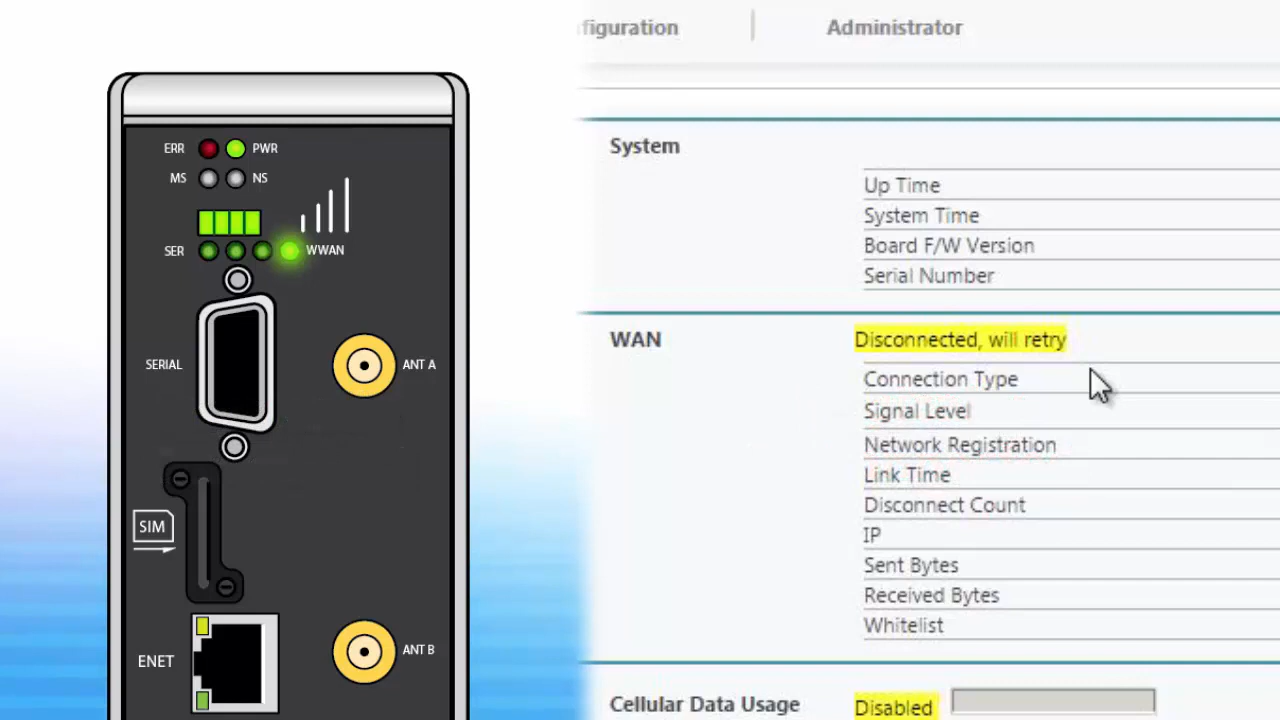 ERR PWR
MS NS
SER WWAN
SERIAL
ANT A
SIM
ENET
ANT B
figuration
Administrator
System
Up Time
System Time
Board F/W Version
Serial Number
WAN
Disconnected, will retry
Connection Type
Signal Level
Network Registration
Link Time
Disconnect Count
IP
Sent Bytes
Received Bytes
Whitelist
Cellular Data Usage
Disabled